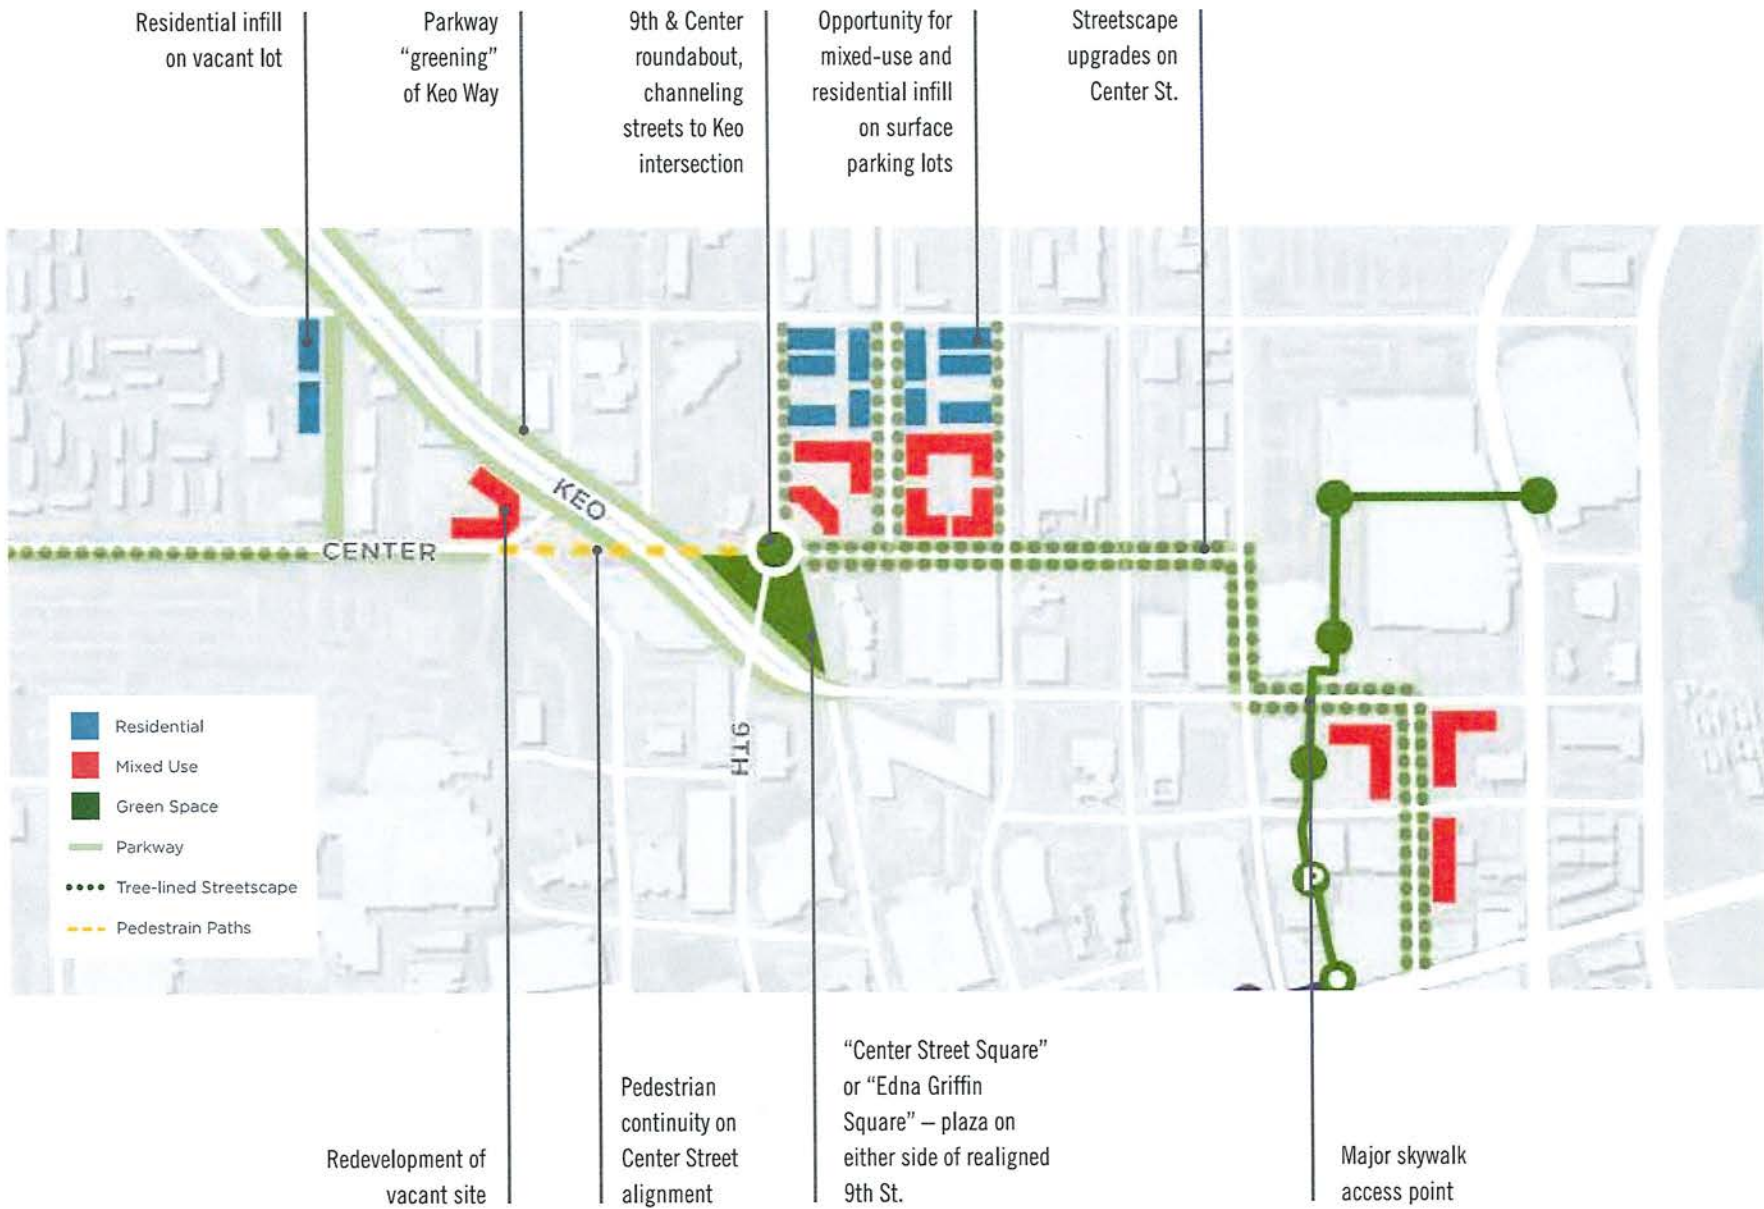 Residential infill
on vacant lot
Parkway
“greening”
of Keo Way
9th & Center
roundabout,
channeling
streets to Keo
intersection
Opportunity for
mixed-use and
residential infill
on surface
parking lots
Streetscape
upgrades on
Center St.
KEO
CENTER
9TH
P
Residential
Mixed Use
Green Space
Parkway
Tree-lined Streetscape
Pedestrain Paths
Redevelopment of
vacant site
Pedestrian
continuity on
Center Street
alignment
“Center Street Square”
or “Edna Griffin
Square” – plaza on
either side of realigned
9th St.
Major skywalk
access point